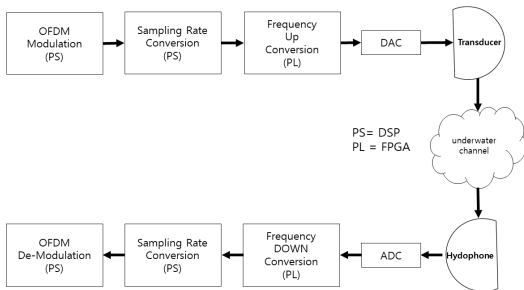 OFDM
Modulation
(PS)
Sampling Rate
Conversion
(PS)
Frequency
Up
Conversion
(PL)
DAC
Transducer
PS= DSP
PL = FPGA
underwater
channel
OFDM
De-Modulation
(PS)
Sampling Rate
Conversion
(PS)
Frequency
DOWN
Conversion
(PL)
ADC
Hydophone